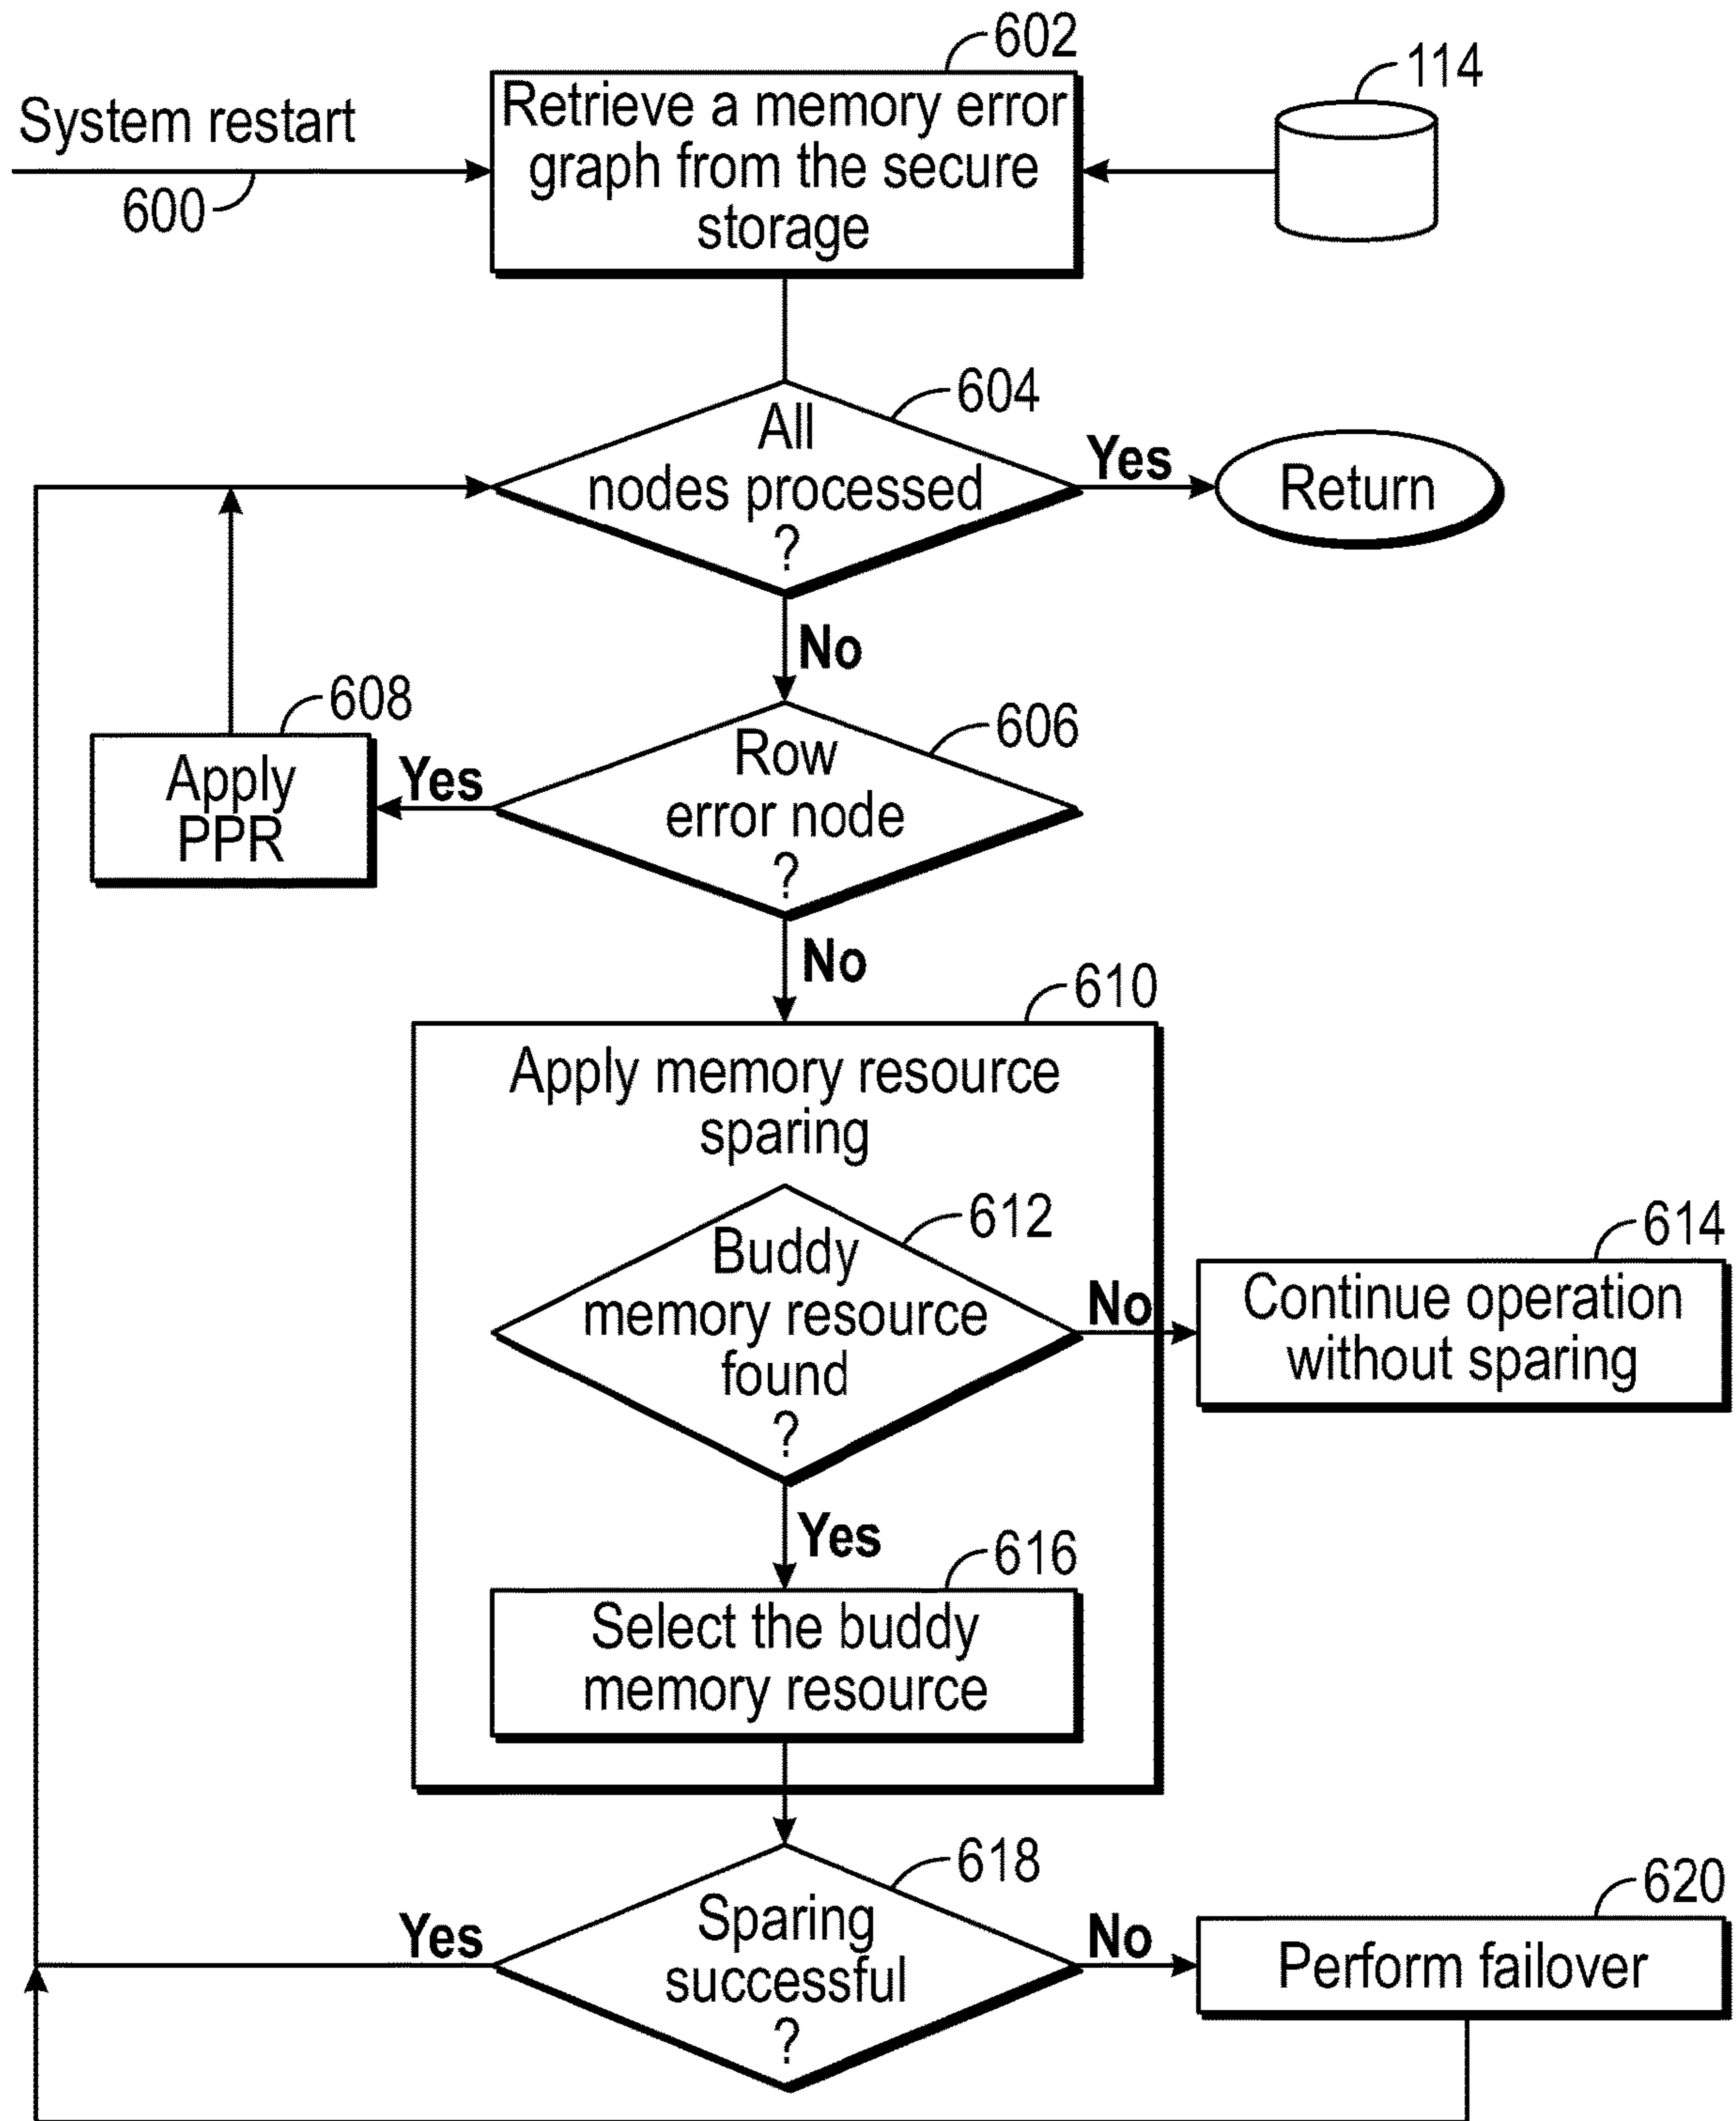 602
114
System restart
600
Retrieve a memory error
graph from the secure
storage
604
All
nodes processed
?
Yes
Return
No
608
606
Apply
PPR
Yes
Row
error node
?
No
610
Apply memory resource
sparing
612
614
Buddy
memory resource
found
?
No
Continue operation
without sparing
Yes
616
Select the buddy
memory resource
618
620
Yes
Sparing
successful
?
No
Perform failover